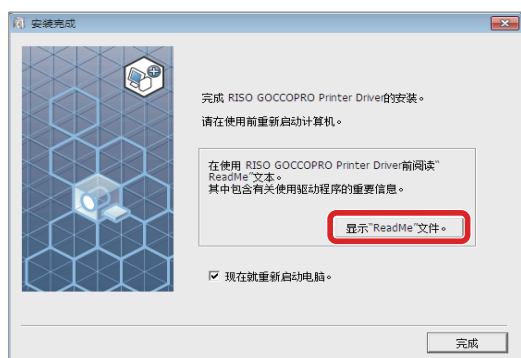 安装完成
完成 RISO GOCCOPRO Printer Driver的安装。
请在使用前重新启动计算机。
在使用 RISO GOCCOPRO Printer Driver前阅读“
ReadMe”文本。
其中包含有关使用驱动程序的重要信息。
显示“ReadMe”文件。
现在就重新启动电脑。
完成